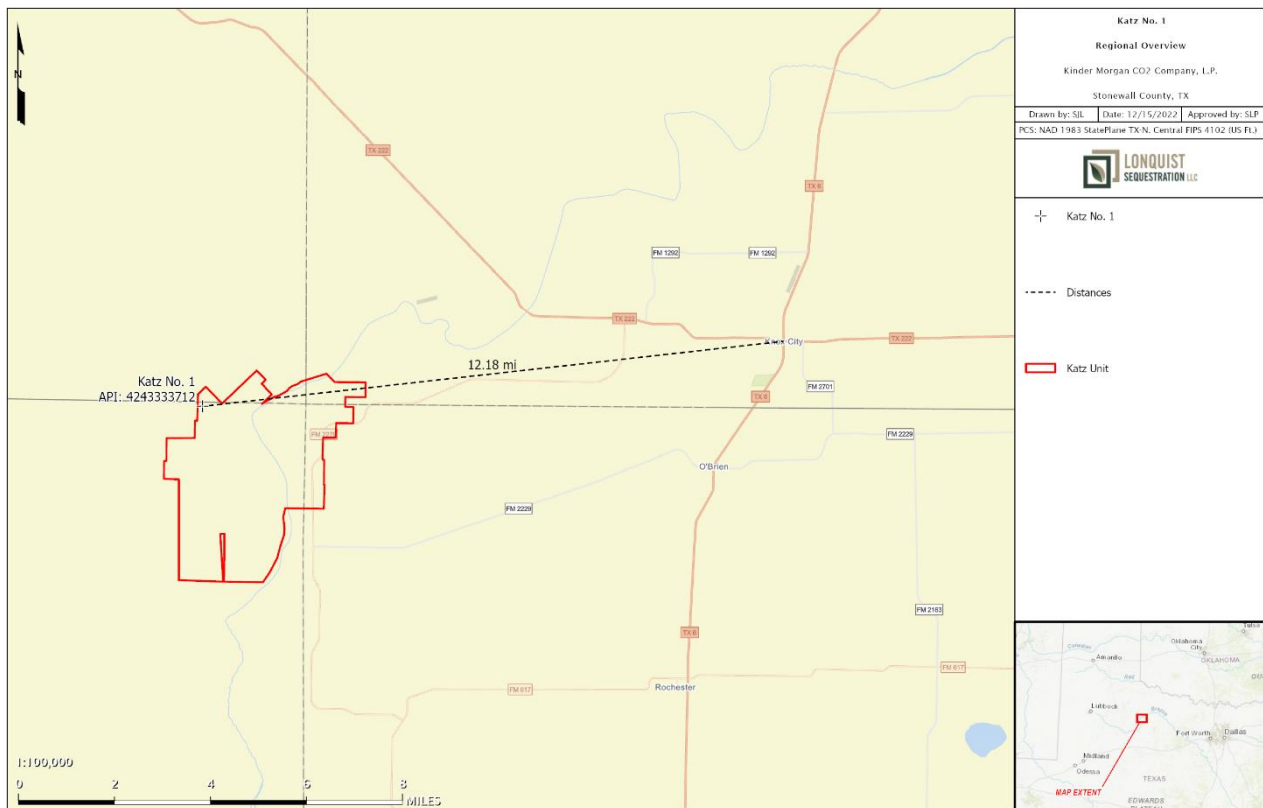 N
TX 222
TX 6
FM 1292
FM 1292
TX 222
Knox City
TX 222
12.18 mi
Katz No. 1
API: 4243333712
FM 2701
TX 6
FM 2229
O'Brien
FM 2229
FM 2163
TX 6
FM 617
Rochester
FM 617
1:100,000
0 2 4 6 8
MILES
Katz No. 1
Regional Overview
Kinder Morgan CO2 Company, L.P.
Stonewall County, TX
Drawn by: SJL Date: 12/15/2022 Approved by: SLP
PCS: NAD 1983 StatePlane TX-N. Central FIPS 4102 (US Ft.)
LONQUIST
SEQUESTRATION LLC
Katz No. 1
Distances
Katz Unit
Tulsa
Oklahoma
City
OKLAHOMA
Amarillo
Canadian
Red
Lubbock
Fort Worth
Dallas
Midland
Odessa
TEXAS
MAP EXTENT
EDWARDS